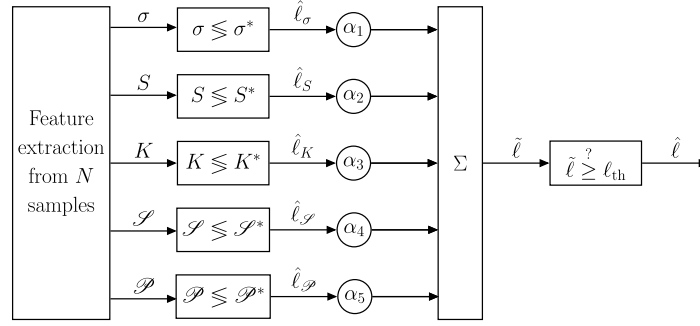 σ σ ≶ σ* ℓ̂_σ α₁
S S ≶ S* ℓ̂_S α₂
Feature
extraction
from N
samples
K K ≶ K* ℓ̂_K α₃
Σ ℓ̃ ℓ̃ ≥? ℓ_th ℓ̂
𝒮 𝒮 ≶ 𝒮* ℓ̂_𝒮 α₄
𝒫 𝒫 ≶ 𝒫* ℓ̂_𝒫 α₅